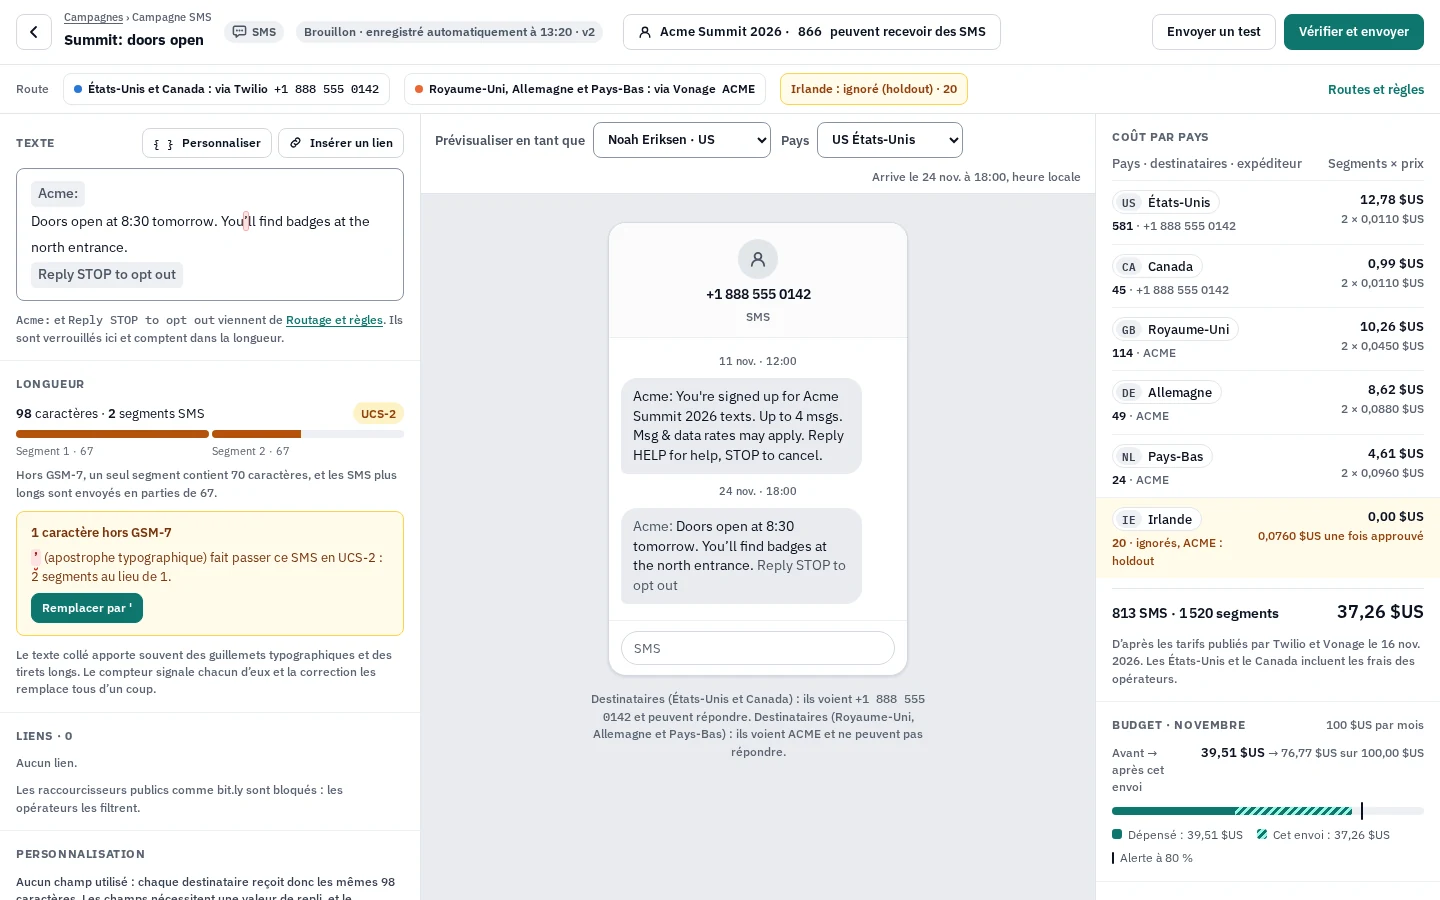 Campagnes › Campagne SMS
Summit: doors open
SMS
Brouillon · enregistré automatiquement à 13:20 · v2
Acme Summit 2026 · 866 peuvent recevoir des SMS
Envoyer un test
Vérifier et envoyer
Route
États-Unis et Canada : via Twilio +1 888 555 0142
Royaume-Uni, Allemagne et Pays-Bas : via Vonage ACME
Irlande : ignoré (holdout) · 20
Routes et règles
TEXTE
{ } Personnaliser
Insérer un lien
Acme:
Doors open at 8:30 tomorrow. You’ll find badges at the
north entrance.
Reply STOP to opt out
Acme: et Reply STOP to opt out viennent de Routage et règles. Ils
sont verrouillés ici et comptent dans la longueur.
LONGUEUR
98 caractères · 2 segments SMS
UCS-2
Segment 1 · 67
Segment 2 · 67
Hors GSM-7, un seul segment contient 70 caractères, et les SMS plus
longs sont envoyés en parties de 67.
1 caractère hors GSM-7
’ (apostrophe typographique) fait passer ce SMS en UCS-2 :
2 segments au lieu de 1.
Remplacer par '
Le texte collé apporte souvent des guillemets typographiques et des
tirets longs. Le compteur signale chacun d’eux et la correction les
remplace tous d’un coup.
LIENS · 0
Aucun lien.
Les raccourcisseurs publics comme bit.ly sont bloqués : les
opérateurs les filtrent.
PERSONNALISATION
Aucun champ utilisé : chaque destinataire reçoit donc les mêmes 98
caractères. Les champs nécessitent une valeur de repli, et le
Prévisualiser en tant que
Noah Eriksen · US
Pays
US États-Unis
Arrive le 24 nov. à 18:00, heure locale
+1 888 555 0142
SMS
11 nov. · 12:00
Acme: You're signed up for Acme
Summit 2026 texts. Up to 4 msgs.
Msg & data rates may apply. Reply
HELP for help, STOP to cancel.
24 nov. · 18:00
Acme: Doors open at 8:30
tomorrow. You’ll find badges at
the north entrance. Reply STOP to
opt out
SMS
Destinataires (États-Unis et Canada) : ils voient +1 888 555
0142 et peuvent répondre. Destinataires (Royaume-Uni,
Allemagne et Pays-Bas) : ils voient ACME et ne peuvent pas
répondre.
COÛT PAR PAYS
Pays · destinataires · expéditeur
Segments × prix
US États-Unis
12,78 $US
581 · +1 888 555 0142
2 × 0,0110 $US
CA Canada
0,99 $US
45 · +1 888 555 0142
2 × 0,0110 $US
GB Royaume-Uni
10,26 $US
114 · ACME
2 × 0,0450 $US
DE Allemagne
8,62 $US
49 · ACME
2 × 0,0880 $US
NL Pays-Bas
4,61 $US
24 · ACME
2 × 0,0960 $US
IE Irlande
0,00 $US
20 · ignorés, ACME :
holdout
0,0760 $US une fois approuvé
813 SMS · 1 520 segments
37,26 $US
D’après les tarifs publiés par Twilio et Vonage le 16 nov.
2026. Les États-Unis et le Canada incluent les frais des
opérateurs.
BUDGET · NOVEMBRE
100 $US par mois
Avant →
après cet
envoi
39,51 $US → 76,77 $US sur 100,00 $US
Dépensé : 39,51 $US
Cet envoi : 37,26 $US
Alerte à 80 %